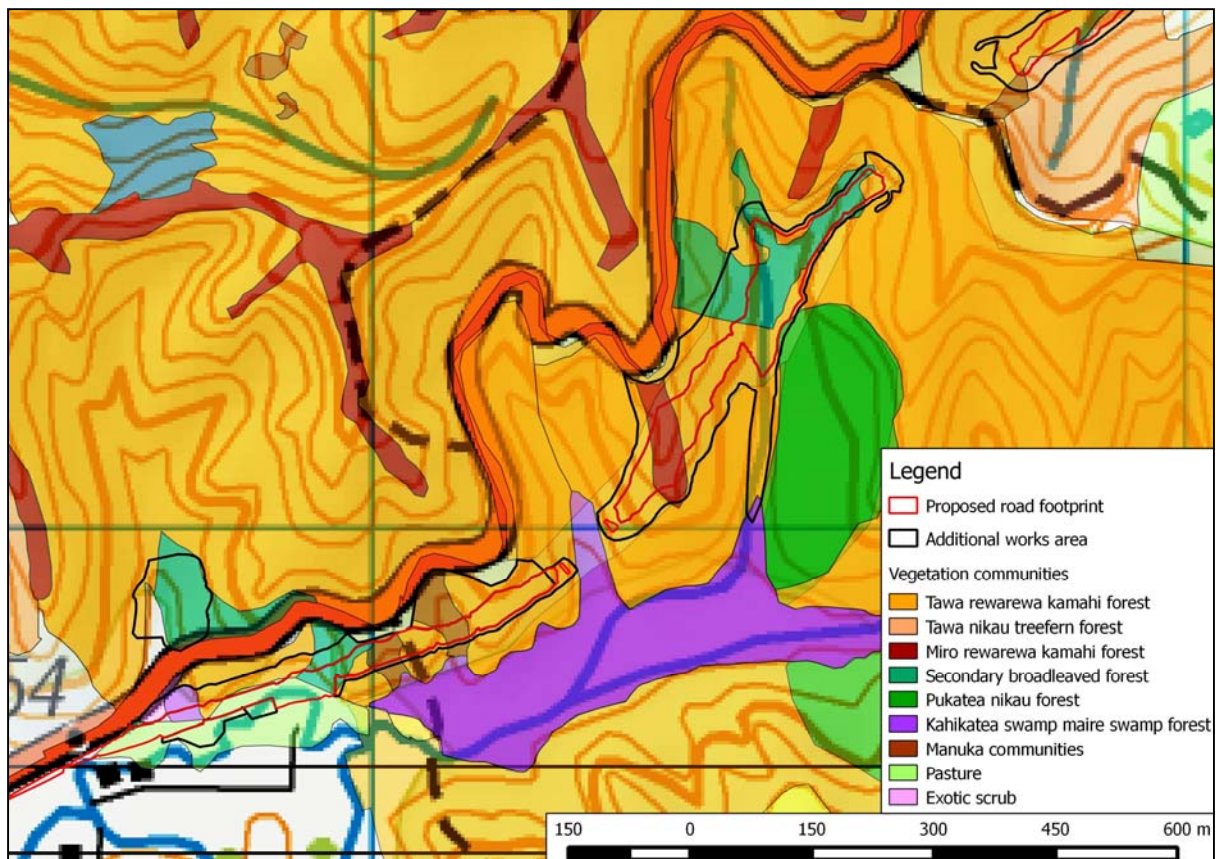 54
Legend
Proposed road footprint
Additional works area
Vegetation communities
Tawa rewarewa kamahi forest
Tawa nikau treefern forest
Miro rewarewa kamahi forest
Secondary broadleaved forest
Pukatea nikau forest
Kahikatea swamp maire swamp forest
Manuka communities
Pasture
Exotic scrub
150 0 150 300 450 600 m